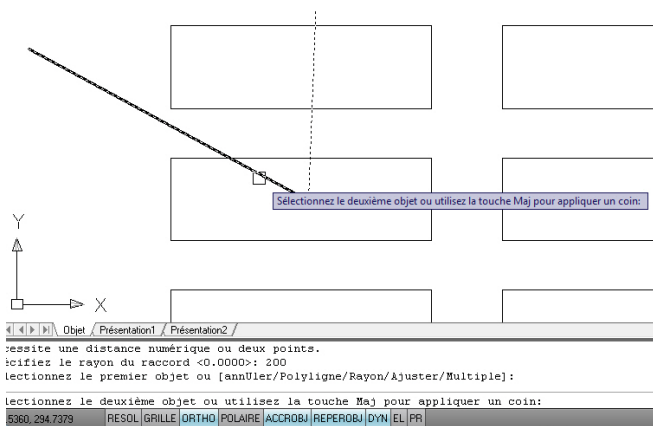 Sélectionnez le deuxième objet ou utilisez la touche Maj pour appliquer un coin:
Y
X
Objet / Présentation1 / Présentation2 /
cessite une distance numérique ou deux points.
écifiez le rayon du raccord <0.0000>: 200
lectionnez le premier objet ou [annUler/Polyligne/Rayon/Ajuster/Multiple]:
lectionnez le deuxième objet ou utilisez la touche Maj pour appliquer un coin:
5360, 294.7379 RESOL GRILLE ORTHO POLAIRE ACCROBJ REPEROBJ DYN EL PR